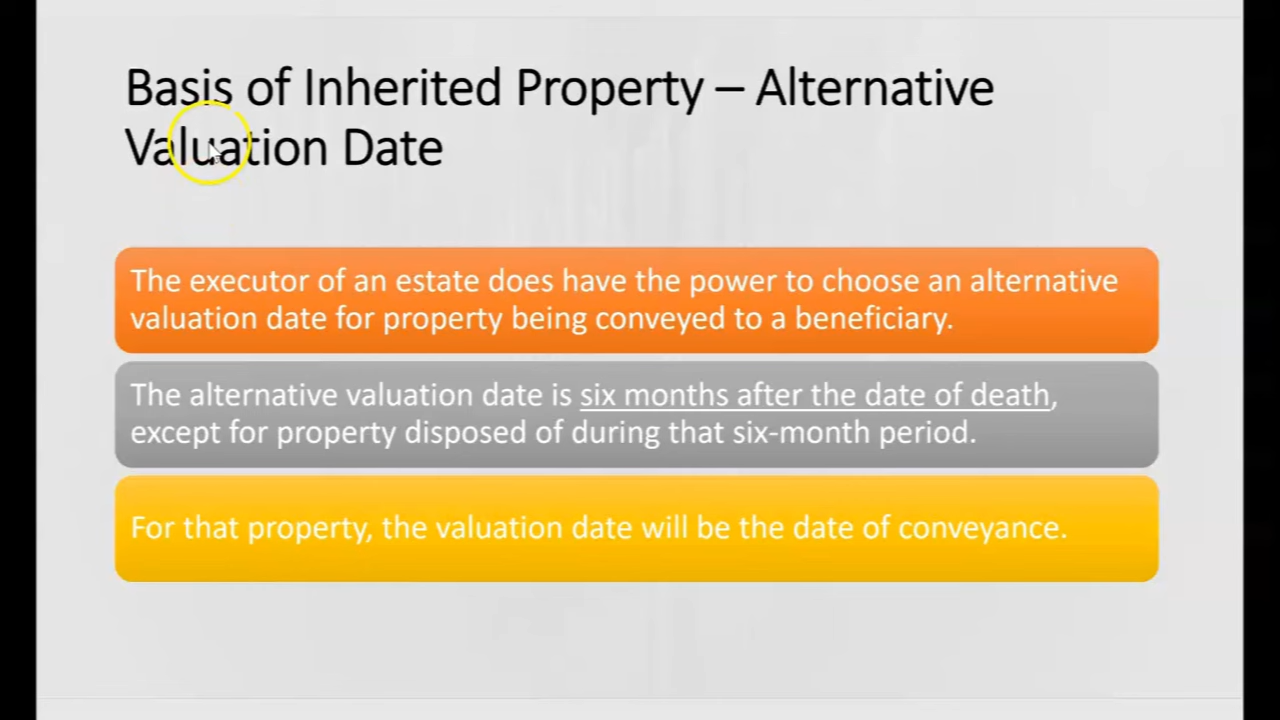 Basis of Inherited Property – Alternative
Valuation Date
The executor of an estate does have the power to choose an alternative
valuation date for property being conveyed to a beneficiary.
The alternative valuation date is six months after the date of death,
except for property disposed of during that six-month period.
For that property, the valuation date will be the date of conveyance.